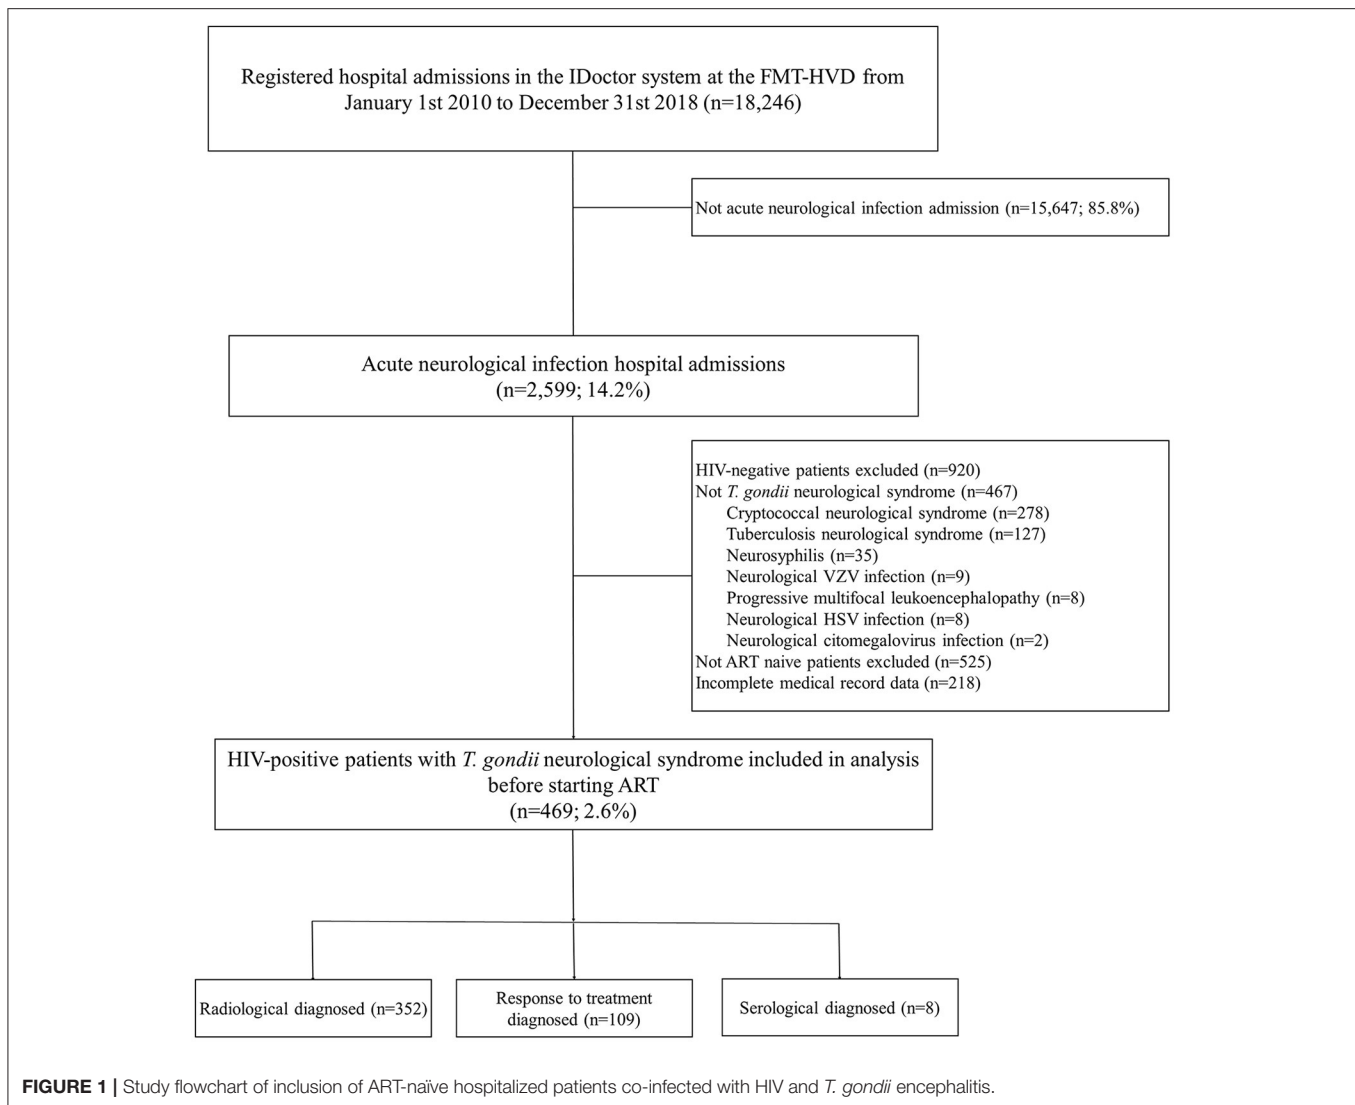 Registered hospital admissions in the IDoctor system at the FMT-HVD from
January 1st 2010 to December 31st 2018 (n=18,246)
Not acute neurological infection admission (n=15,647; 85.8%)
Acute neurological infection hospital admissions
(n=2,599; 14.2%)
HIV-negative patients excluded (n=920)
Not T. gondii neurological syndrome (n=467)
Cryptococcal neurological syndrome (n=278)
Tuberculosis neurological syndrome (n=127)
Neurosyphilis (n=35)
Neurological VZV infection (n=9)
Progressive multifocal leukoencephalopathy (n=8)
Neurological HSV infection (n=8)
Neurological citomegalovirus infection (n=2)
Not ART naive patients excluded (n=525)
Incomplete medical record data (n=218)
HIV-positive patients with T. gondii neurological syndrome included in analysis
before starting ART
(n=469; 2.6%)
Radiological diagnosed (n=352)
Response to treatment
diagnosed (n=109)
Serological diagnosed (n=8)
FIGURE 1 | Study flowchart of inclusion of ART-naïve hospitalized patients co-infected with HIV and T. gondii encephalitis.